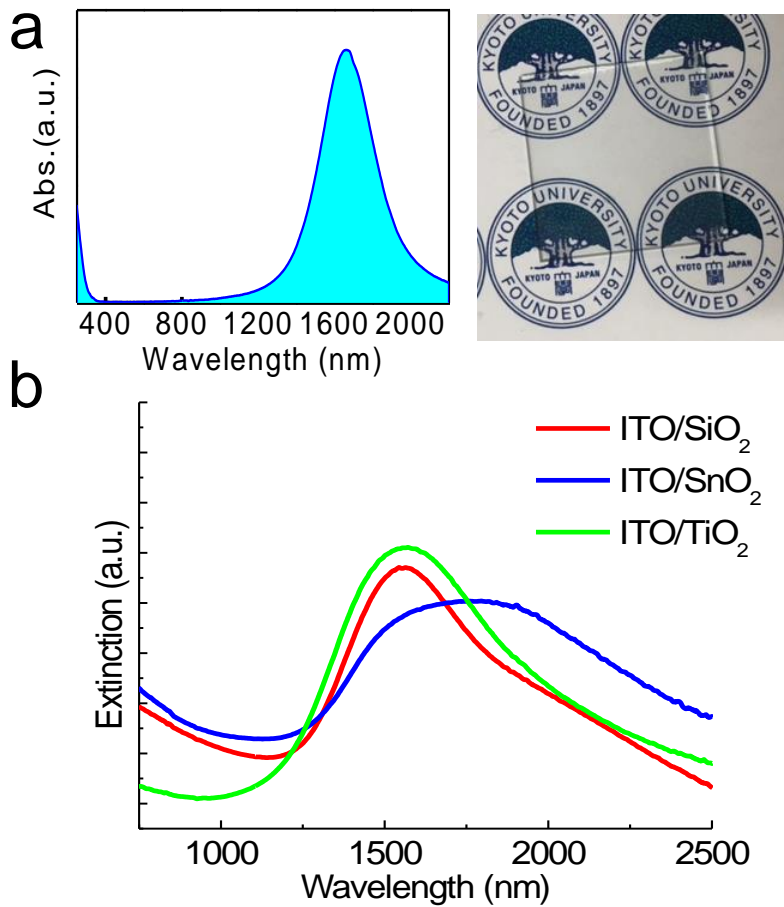 a
Abs.(a.u.)
400 800 1200 1600 2000
Wavelength (nm)
KYOTO UNIVERSITY
KYOTO JAPAN
FOUNDED 1897
KYOTO UNIVERSITY
KYOTO JAPAN
FOUNDED 1897
KYOTO UNIVERSITY
KYOTO JAPAN
FOUNDED 1897
KYOTO UNIVERSITY
KYOTO JAPAN
FOUNDED 1897
b
ITO/SiO₂
ITO/SnO₂
ITO/TiO₂
Extinction (a.u.)
1000 1500 2000 2500
Wavelength (nm)